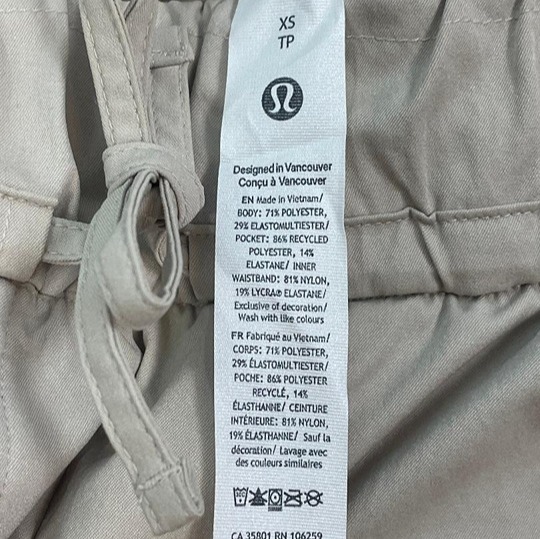 XS
TP
Designed in Vancouver
Conçu à Vancouver
EN Made in Vietnam/
BODY: 71% POLYESTER,
29% ELASTOMULTIESTER/
POCKET: 86% RECYCLED
POLYESTER, 14%
ELASTANE/ INNER
WAISTBAND: 81% NYLON,
19% LYCRA® ELASTANE/
Exclusive of decoration/
Wash with like colours
FR Fabriqué au Vietnam/
CORPS: 71% POLYESTER,
29% ÉLASTOMULTIESTER/
POCHE: 86% POLYESTER
RECYCLÉ, 14%
ÉLASTHANNE/ CEINTURE
INTÉRIEURE: 81% NYLON,
19% ÉLASTHANNE/ Sauf la
décoration/ Lavage avec
des couleurs similaires
CA 35801 RN 106259